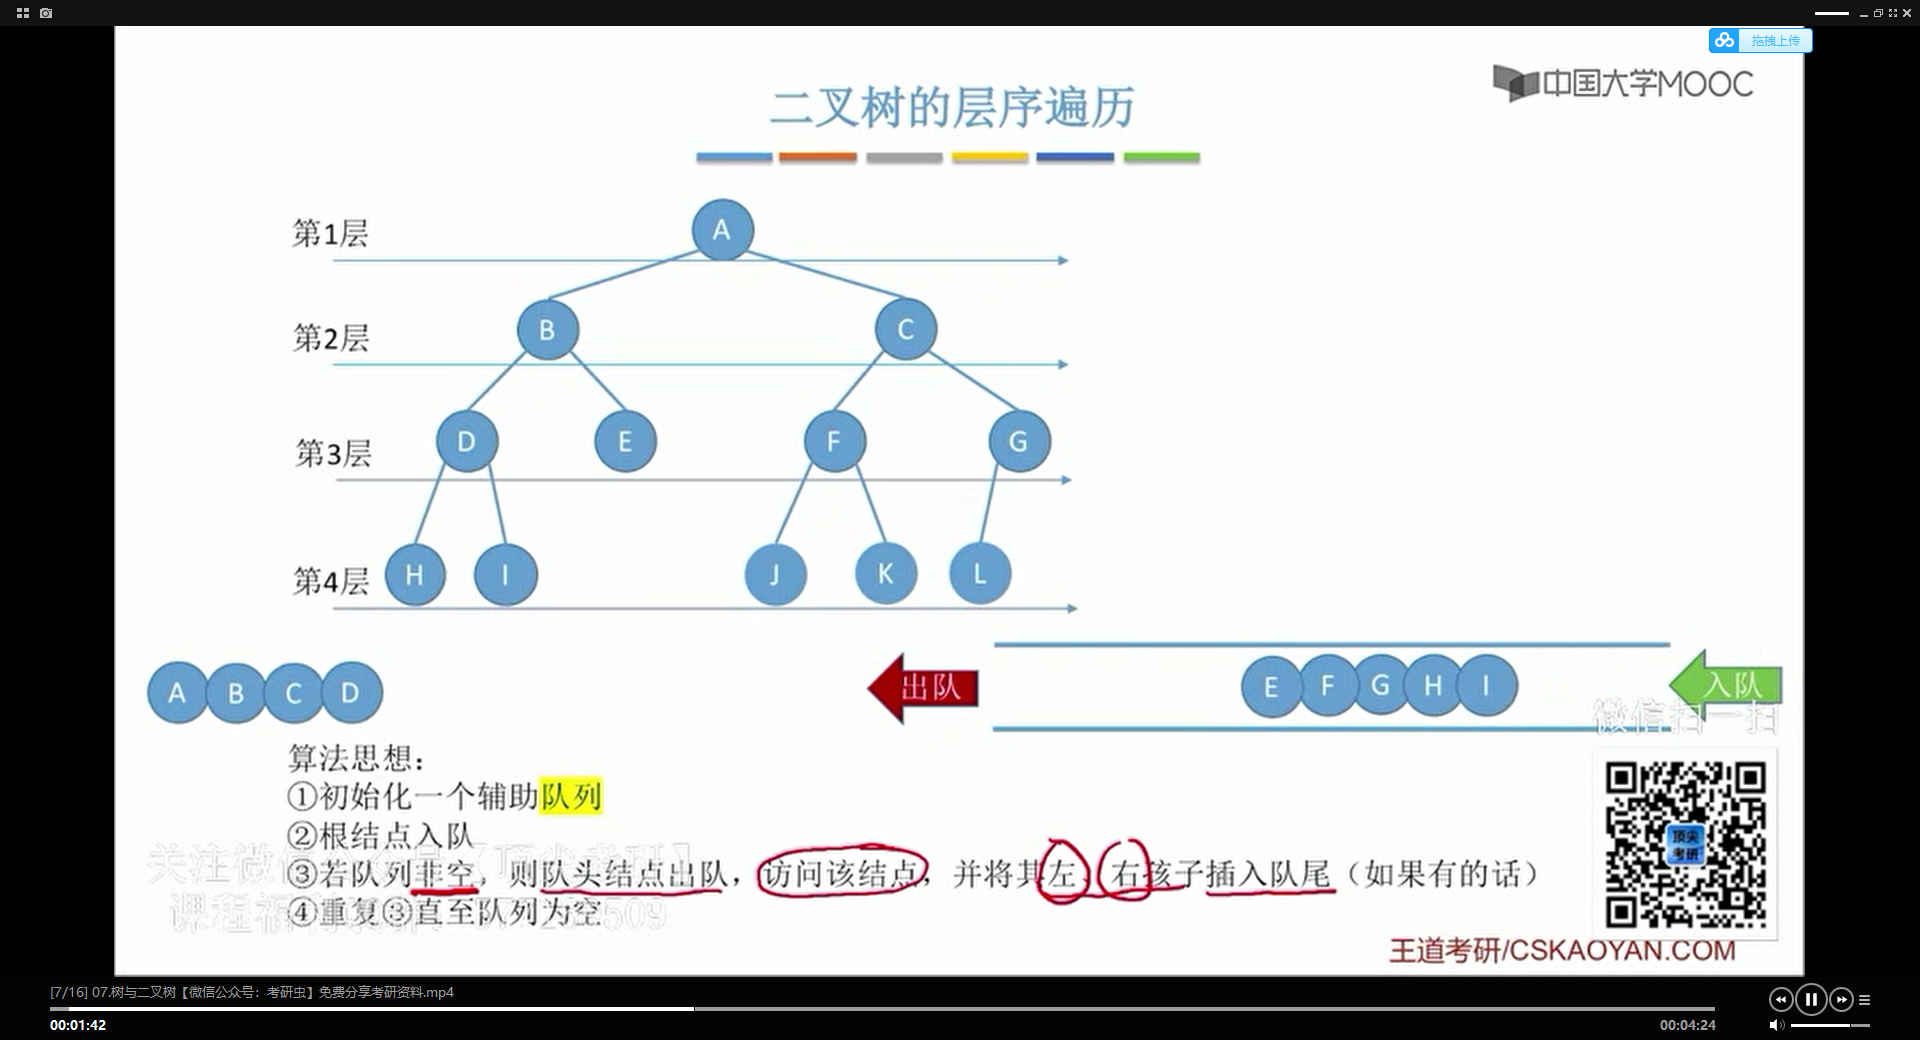 拖拽上传
中国大学MOOC
二叉树的层序遍历
第1层
A
第2层
B
C
第3层
D
E
F
G
第4层
H
I
J
K
L
A B C D
出队
E F G H I
入队
微信扫一扫
算法思想：
①初始化一个辅助队列
②根结点入队
③若队列非空，则队头结点出队，访问该结点，并将其左、右孩子插入队尾（如果有的话）
④重复③直至队列为空
关注微信
【顶尖考研】
课程福
509
顶尖
考研
王道考研/CSKAOYAN.COM
[7/16] 07.树与二叉树【微信公众号：考研虫】免费分享考研资料.mp4
00:01:42
00:04:24